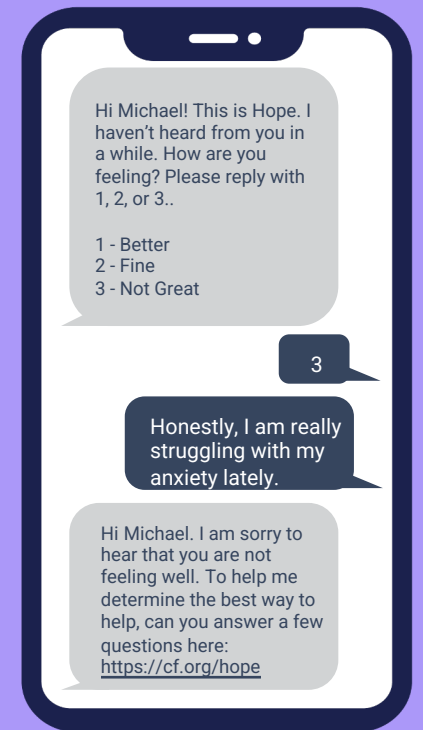 Hi Michael! This is Hope. I
haven’t heard from you in
a while. How are you
feeling? Please reply with
1, 2, or 3..
1 - Better
2 - Fine
3 - Not Great
3
Honestly, I am really
struggling with my
anxiety lately.
Hi Michael. I am sorry to
hear that you are not
feeling well. To help me
determine the best way to
help, can you answer a few
questions here:
https://cf.org/hope